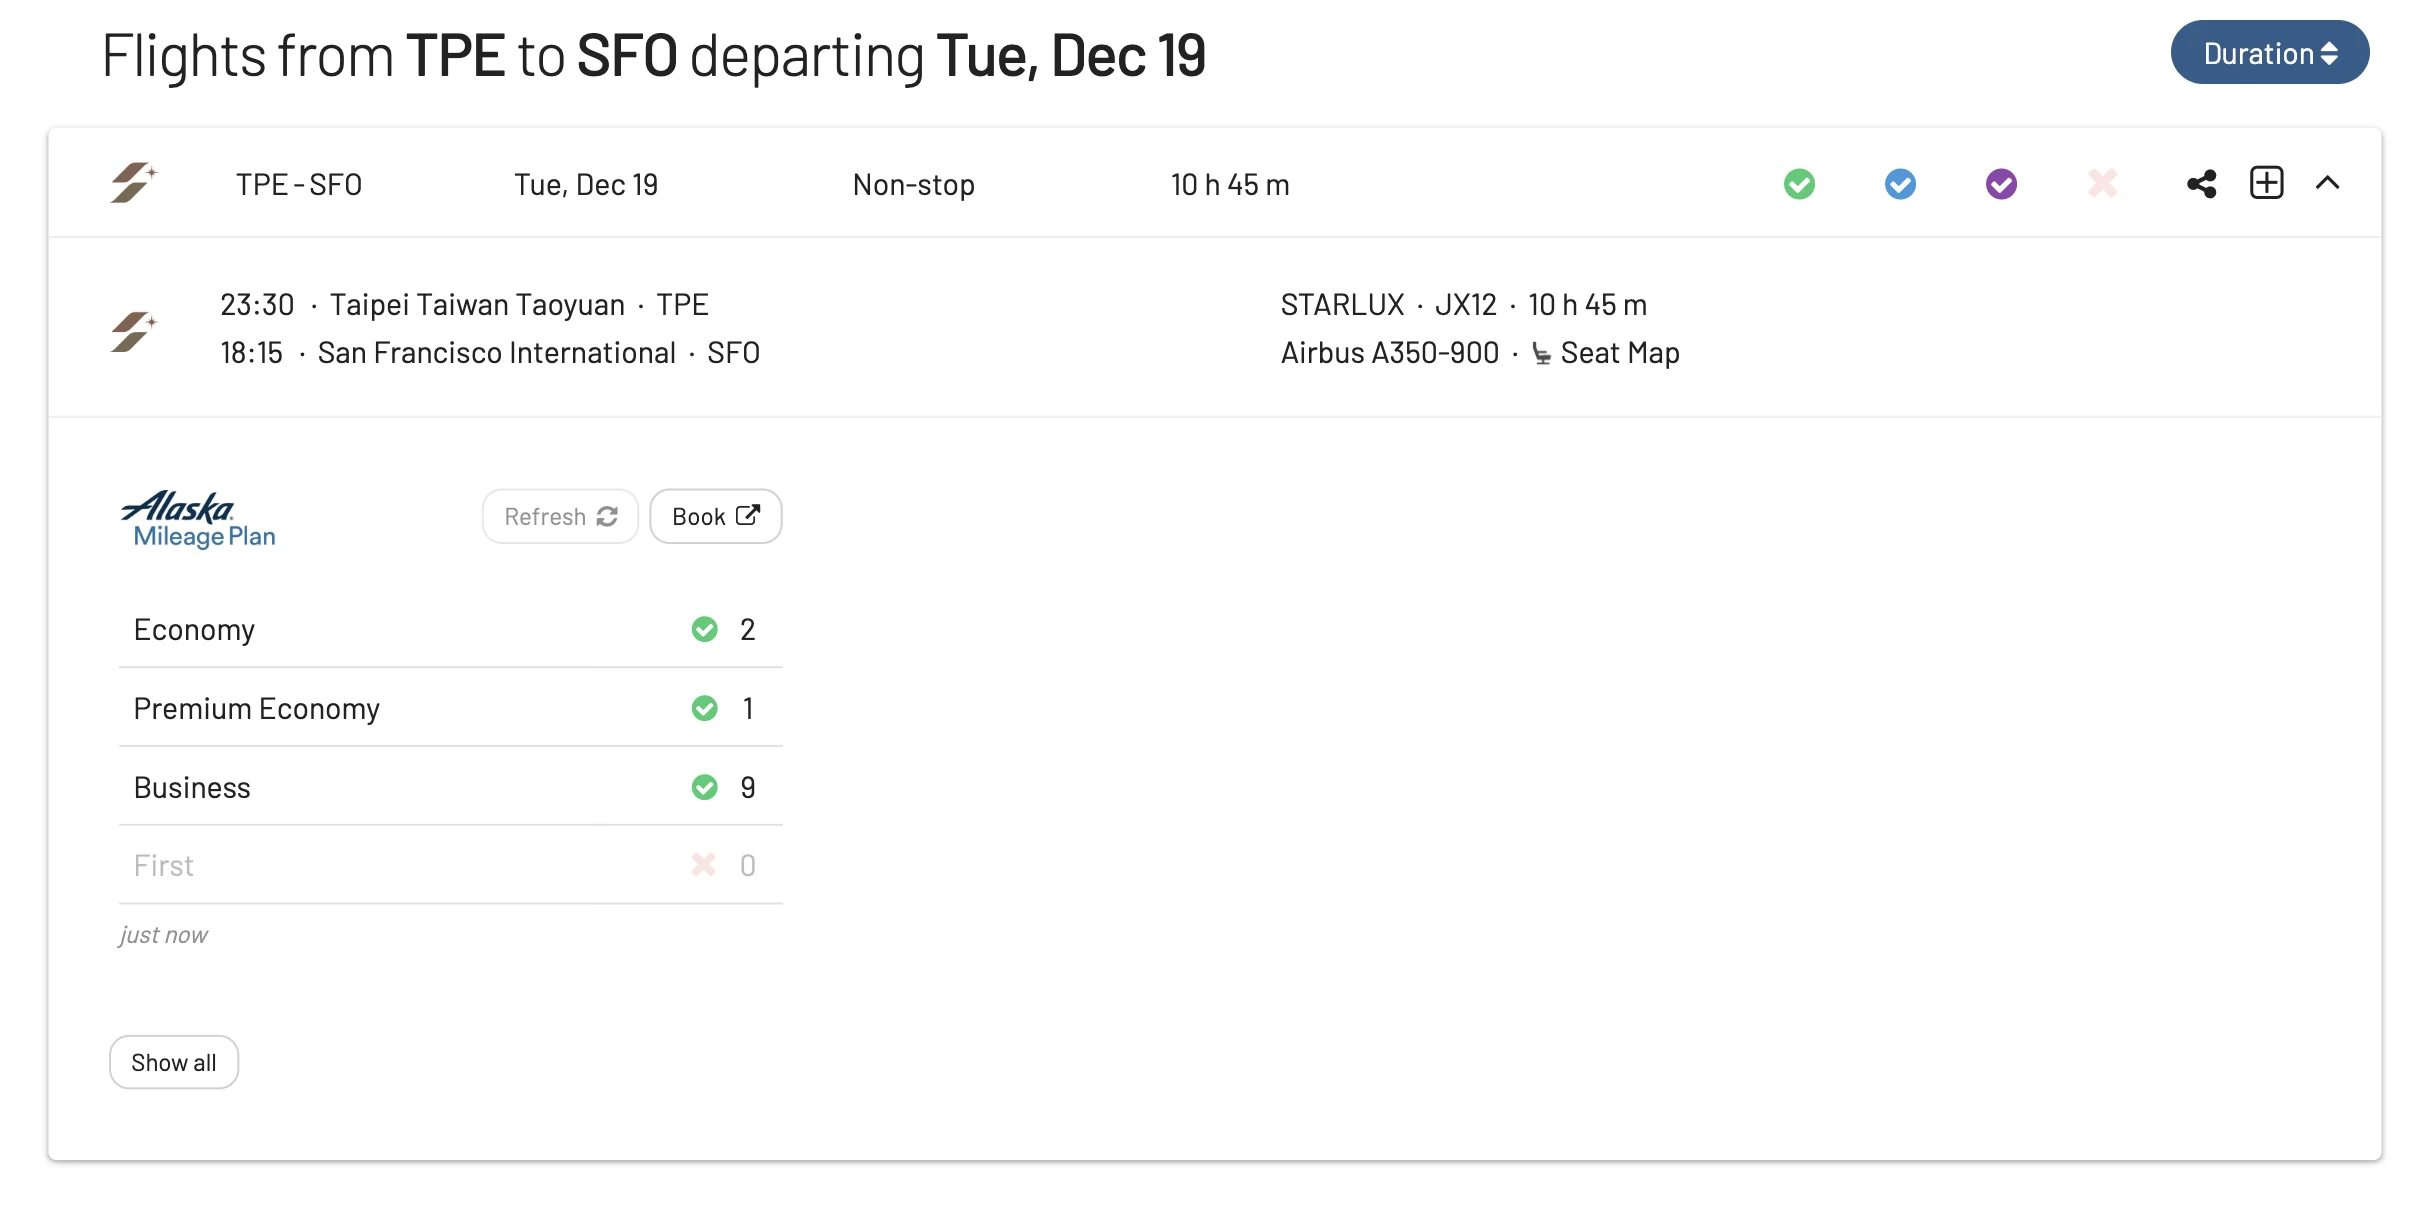 Flights from TPE to SFO departing Tue, Dec 19
Duration
TPE - SFO Tue, Dec 19 Non-stop 10 h 45 m
23:30 · Taipei Taiwan Taoyuan · TPE
18:15 · San Francisco International · SFO
STARLUX · JX12 · 10 h 45 m
Airbus A350-900 · Seat Map
Alaska
Mileage Plan
Refresh
Book
Economy 2
Premium Economy 1
Business 9
First 0
just now
Show all